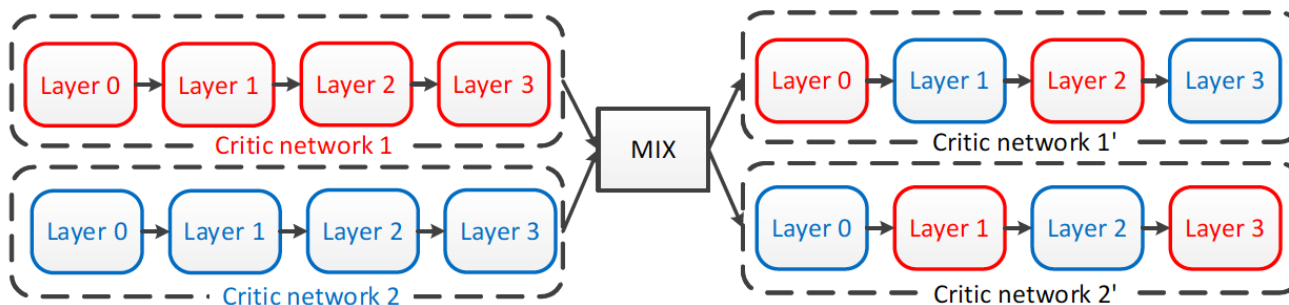 Layer 0 Layer 1 Layer 2 Layer 3
Critic network 1
Layer 0 Layer 1 Layer 2 Layer 3
Critic network 2
MIX
Layer 0 Layer 1 Layer 2 Layer 3
Critic network 1'
Layer 0 Layer 1 Layer 2 Layer 3
Critic network 2'